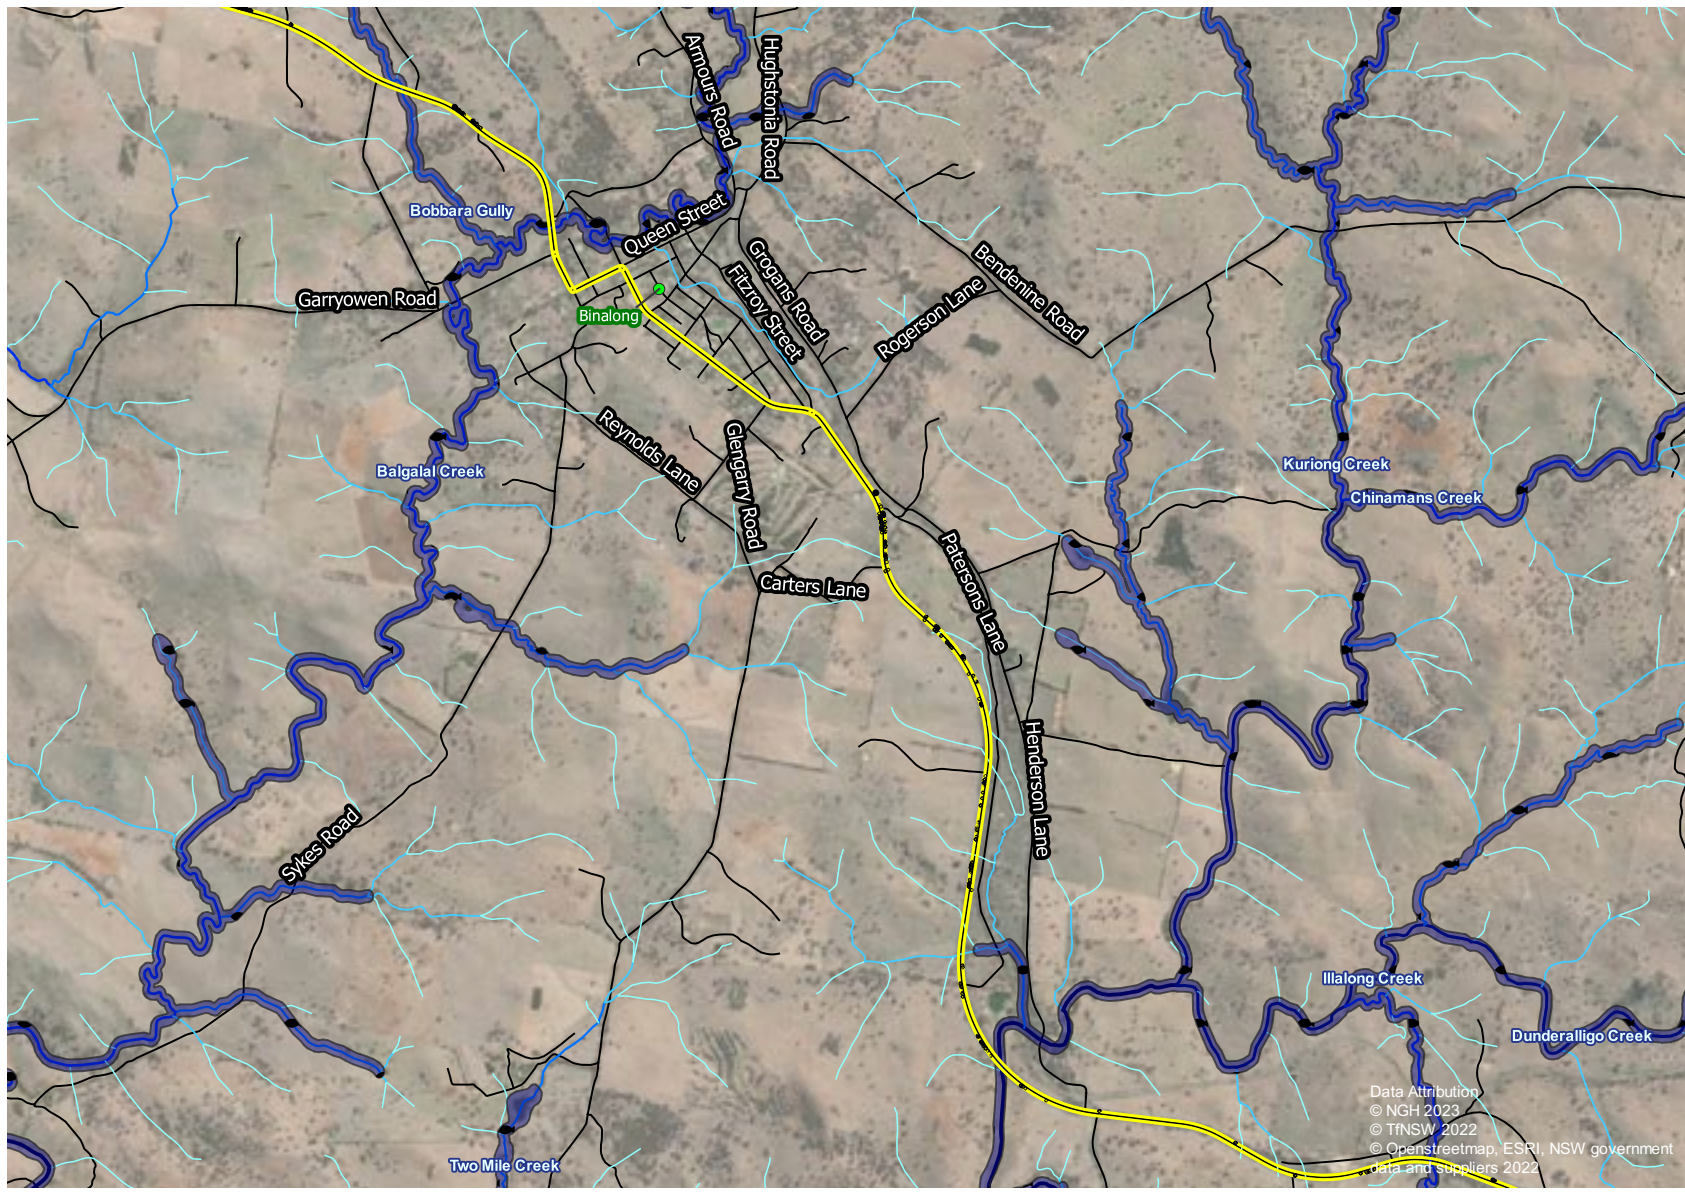 Armours Road
Hughstonia Road
Bobbara Gully
Queen Street
Garryowen Road
Binalong
Grogans Road
Fitzroy Street
Bendenine Road
Rogerson Lane
Reynolds Lane
Glengarry Road
Balgalal Creek
Kuriong Creek
Chinamans Creek
Patersons Lane
Carters Lane
Henderson Lane
Sykes Road
Illalong Creek
Dunderalligo Creek
Two Mile Creek
Data Attribution
© NGH 2023
© TfNSW 2022
© Openstreetmap, ESRI, NSW government
data and suppliers 2022